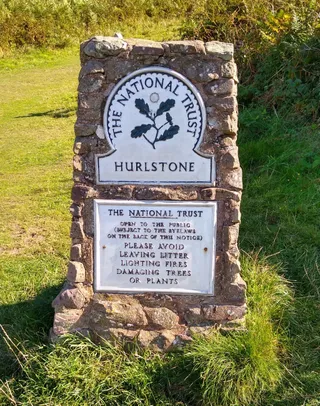 THE NATIONAL TRUST
HURLSTONE
THE NATIONAL TRUST
OPEN TO THE PUBLIC
(SUBJECT TO THE BYELAWS
ON THE BACK OF THIS NOTICE)
PLEASE AVOID
LEAVING LITTER
LIGHTING FIRES
DAMAGING TREES
OR PLANTS